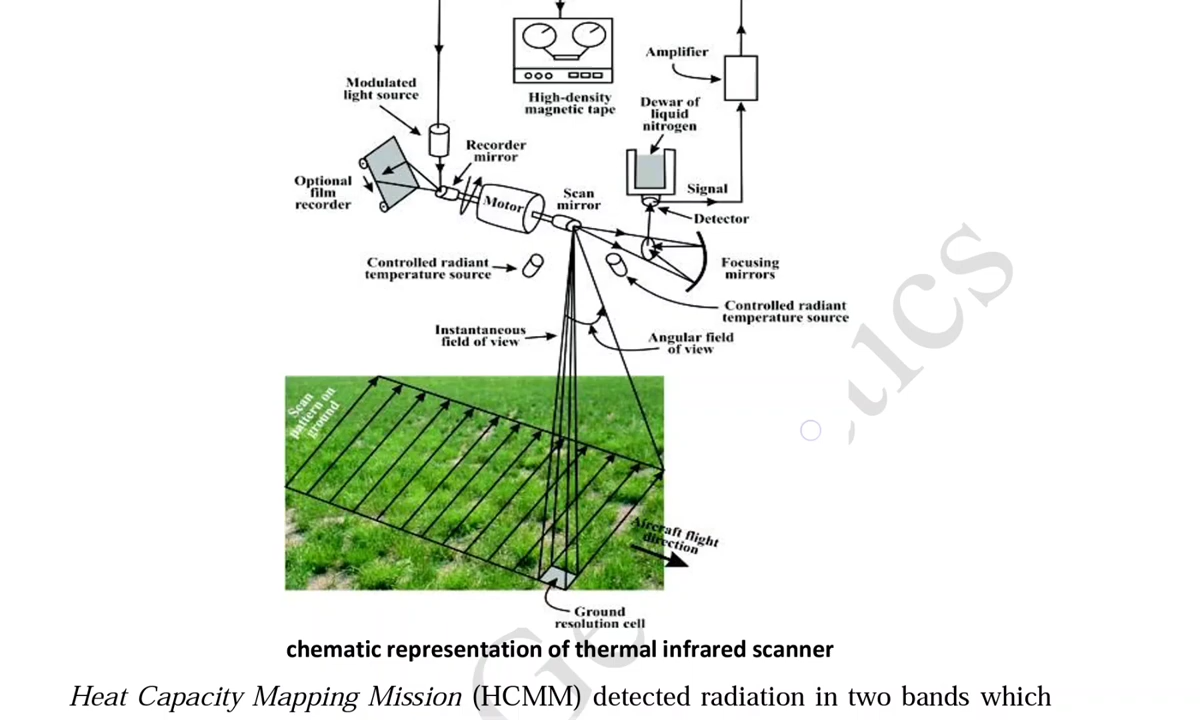 Amplifier
Modulated
light source
High-density
magnetic tape
Dewar of
liquid
nitrogen
Recorder
mirror
Optional
film
recorder
Motor
Scan
mirror
Signal
Detector
Controlled radiant
temperature source
Focusing
mirrors
Controlled radiant
temperature source
Instantaneous
field of view
Angular field
of view
Scan
pattern on
ground
Aircraft flight
direction
Ground
resolution cell
chematic representation of thermal infrared scanner
Heat Capacity Mapping Mission (HCMM) detected radiation in two bands which